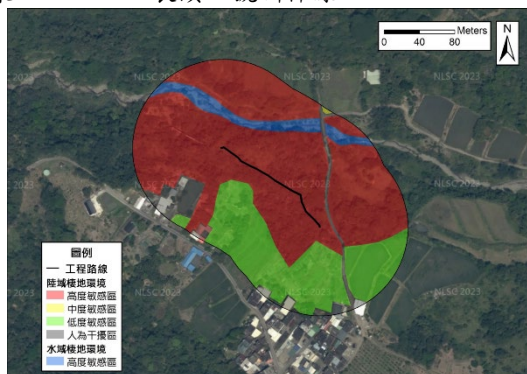 N
Meters
0 40 80
NLSC 2023
NLSC 2023
NLSC 2023
NLSC 2023
NLSC 2023
NLSC 2023
圖例
工程路線
陸域棲地環境
高度敏感區
中度敏感區
低度敏感區
人為干擾區
水域棲地環境
高度敏感區